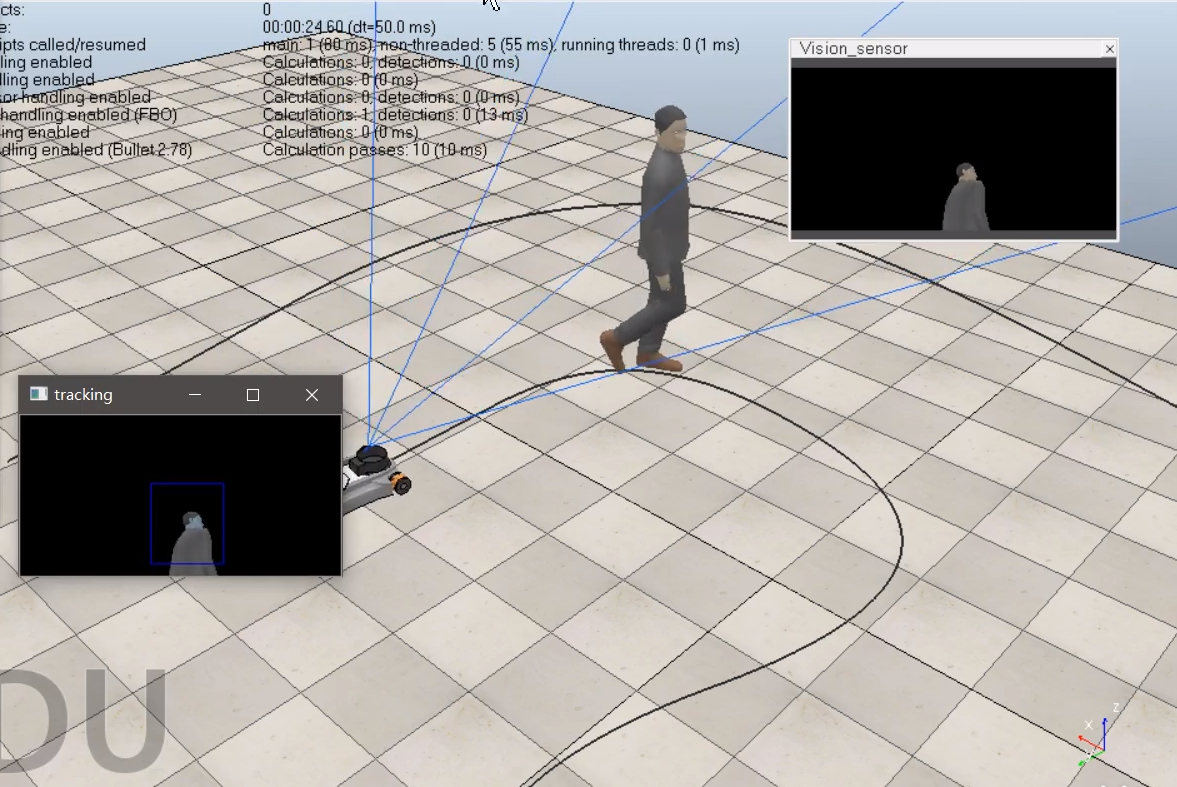 cts: 0
e: 00:00:24.60 (dt=50.0 ms)
ipts called/resumed main: 1 (80 ms), non-threaded: 5 (55 ms), running threads: 0 (1 ms)
ling enabled Calculations: 0, detections: 0 (0 ms)
lling enabled Calculations: 0 (0 ms)
sor handling enabled Calculations: 0, detections: 0 (0 ms)
handling enabled (FBO) Calculations: 1, detections: 0 (13 ms)
ing enabled Calculations: 0 (0 ms)
dling enabled (Bullet 2.78) Calculation passes: 10 (10 ms)
Vision_sensor
tracking
DU
X
Z